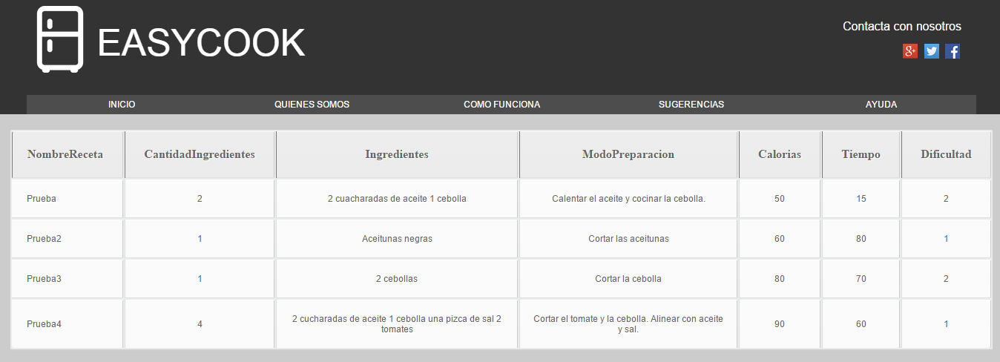 EASYCOOK
Contacta con nosotros
INICIO QUIENES SOMOS COMO FUNCIONA SUGERENCIAS AYUDA
NombreReceta CantidadIngredientes Ingredientes ModoPreparacion Calorias Tiempo Dificultad
Prueba 2 2 cuacharadas de aceite 1 cebolla Calentar el aceite y cocinar la cebolla. 50 15 2
Prueba2 1 Aceitunas negras Cortar las aceitunas 60 80 1
Prueba3 1 2 cebollas Cortar la cebolla 80 70 2
Prueba4 4 2 cucharadas de aceite 1 cebolla una pizca de sal 2 tomates Cortar el tomate y la cebolla. Alinear con aceite y sal. 90 60 1